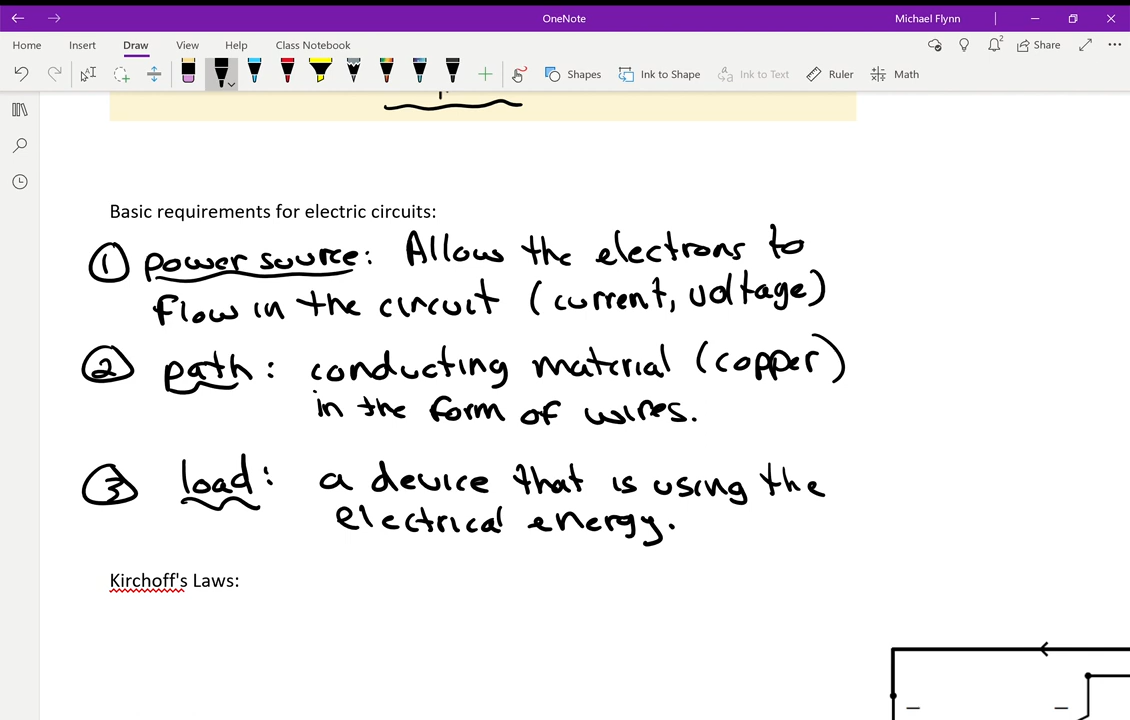 OneNote
Michael Flynn
Home Insert Draw View Help Class Notebook
2
Share
Shapes Ink to Shape Ink to Text Ruler Math
Basic requirements for electric circuits:
① power source: Allow the electrons to
flow in the circuit (current, voltage)
② path: conducting material (copper)
in the form of wires.
③ load: a device that is using the
electrical energy.
Kirchoff's Laws: